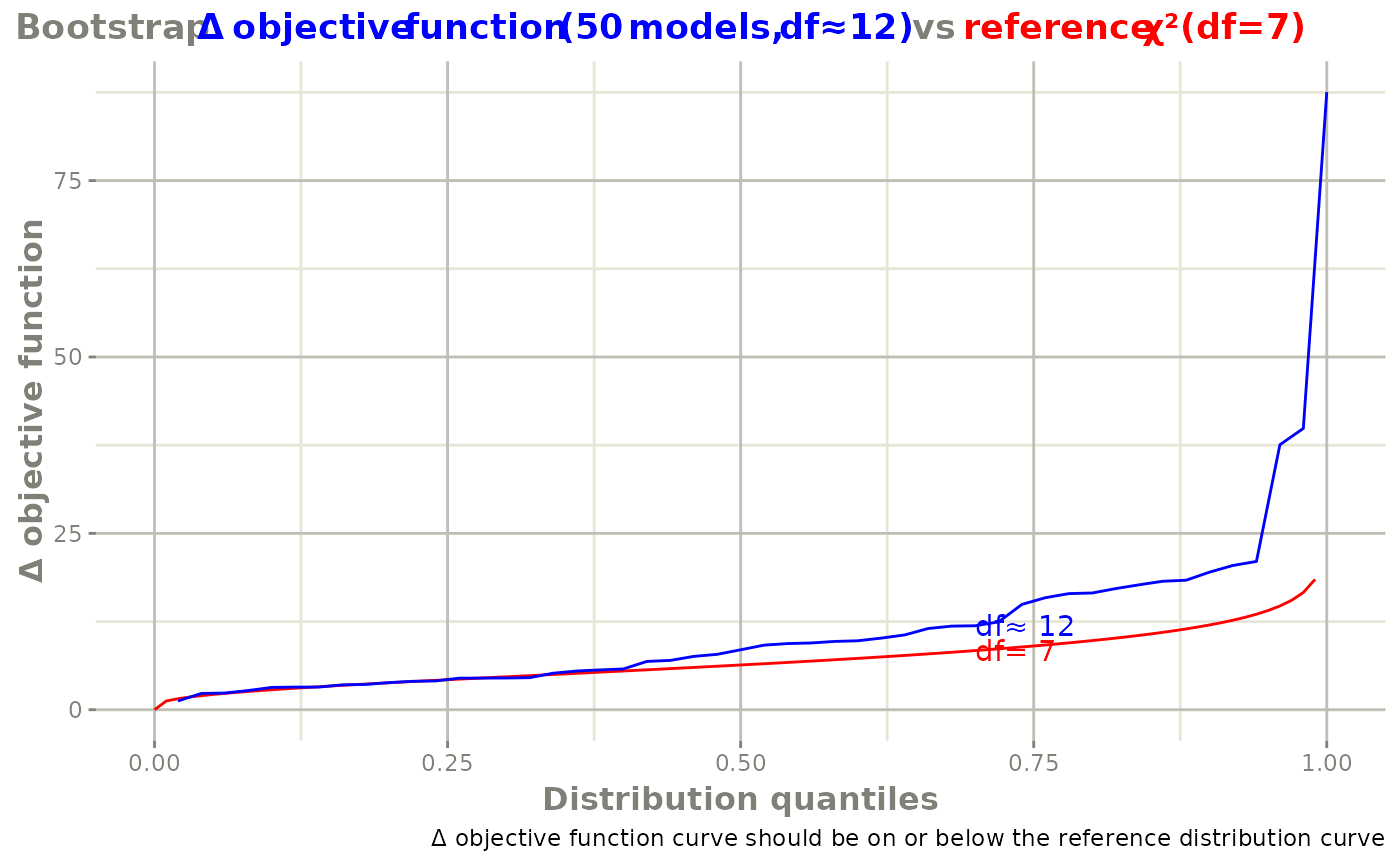 Bootstrap Δ objective function (50 models, df≈12) vs reference χ²(df=7)
Δ objective function
75
50
25
0
df≈ 12
df= 7
0.00 0.25 0.50 0.75 1.00
Distribution quantiles
Δ objective function curve should be on or below the reference distribution curve